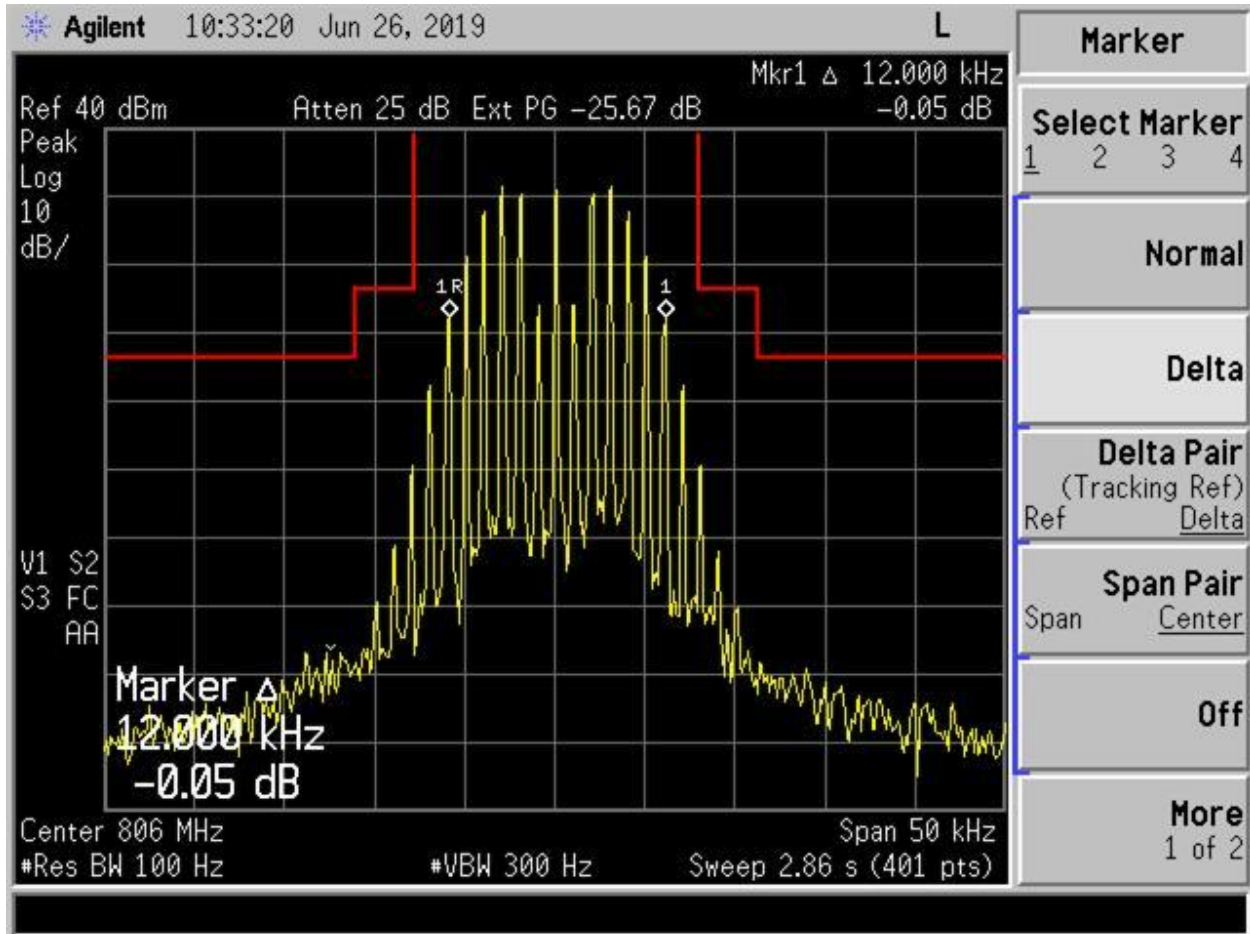 Agilent 10:33:20 Jun 26, 2019 L
Mkr1 Δ 12.000 kHz
Ref 40 dBm Atten 25 dB Ext PG -25.67 dB -0.05 dB
Peak
Log
10
dB/
1R 1
V1 S2
S3 FC
AA
Marker Δ
12.000 kHz
-0.05 dB
Center 806 MHz Span 50 kHz
#Res BW 100 Hz #VBW 300 Hz Sweep 2.86 s (401 pts)
Marker
Select Marker
1 2 3 4
Normal
Delta
Delta Pair
(Tracking Ref)
Ref Delta
Span Pair
Span Center
Off
More
1 of 2